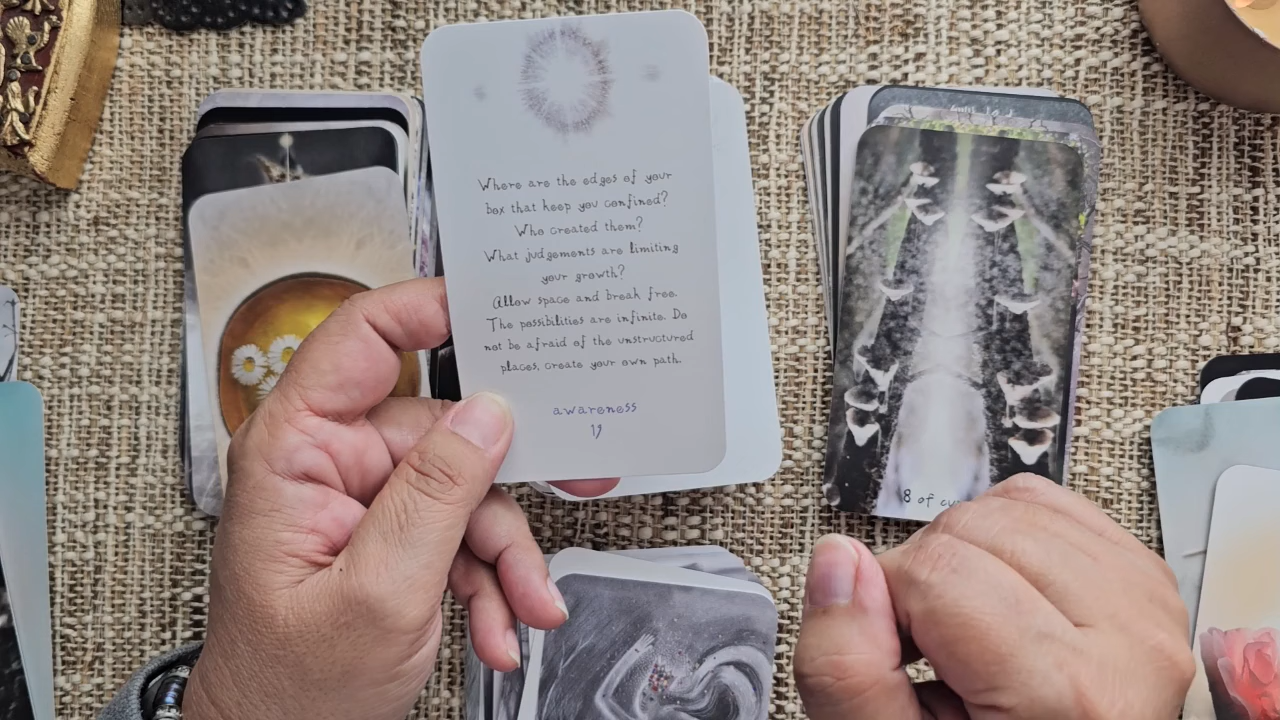 Where are the edges of your
box that keep you confined?
Who created them?
What judgements are limiting
your growth?
Allow space and break free.
The possibilities are infinite. Do
not be afraid of the unstructured
places, create your own path.
awareness
8 of